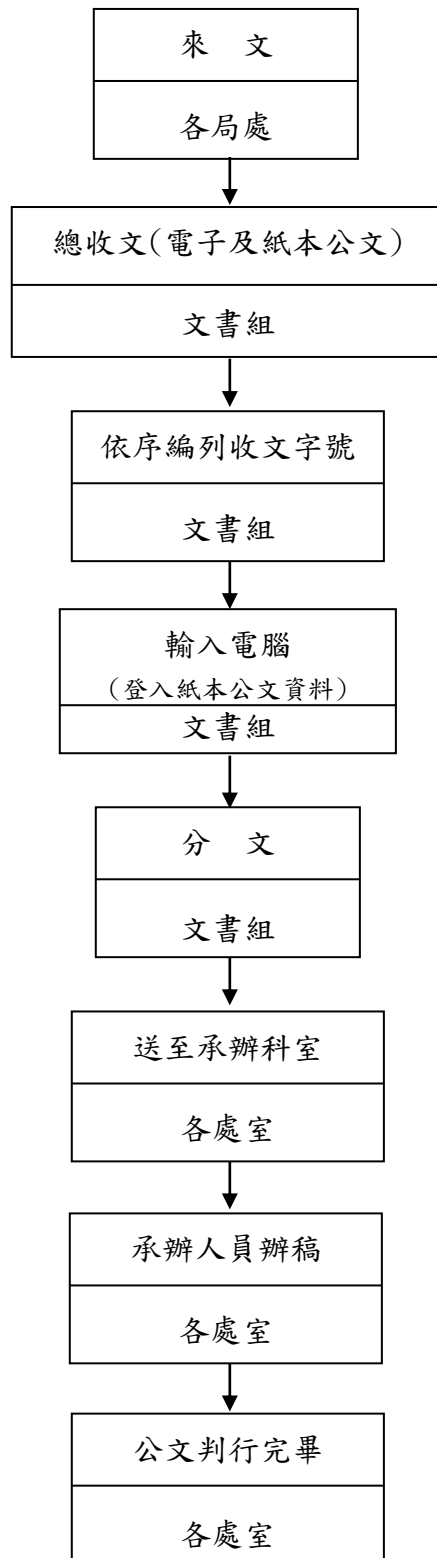 來　文
各局處
總收文(電子及紙本公文)
文書組
依序編列收文字號
文書組
輸入電腦
(登入紙本公文資料)
文書組
分　文
文書組
送至承辦科室
各處室
承辦人員辦稿
各處室
公文判行完畢
各處室